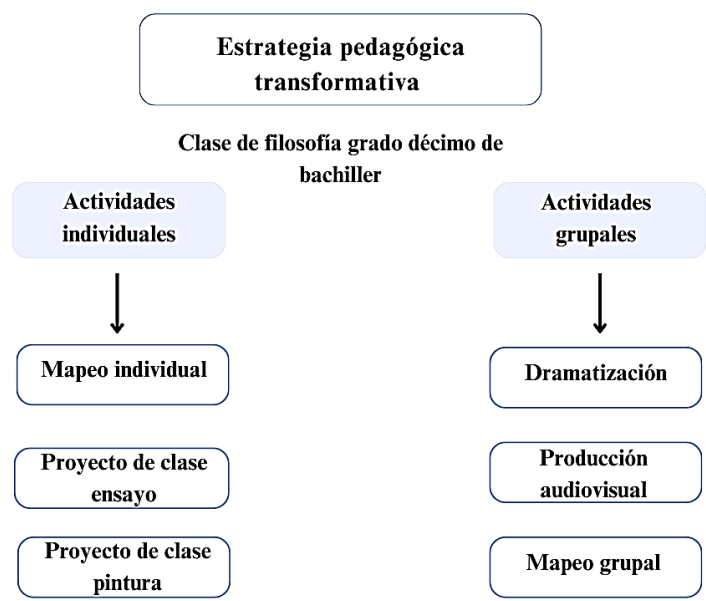 Estrategia pedagógica
transformativa
Clase de filosofía grado décimo de
bachiller
Actividades
individuales
Mapeo individual
Proyecto de clase
ensayo
Proyecto de clase
pintura
Actividades
grupales
Dramatización
Producción
audiovisual
Mapeo grupal